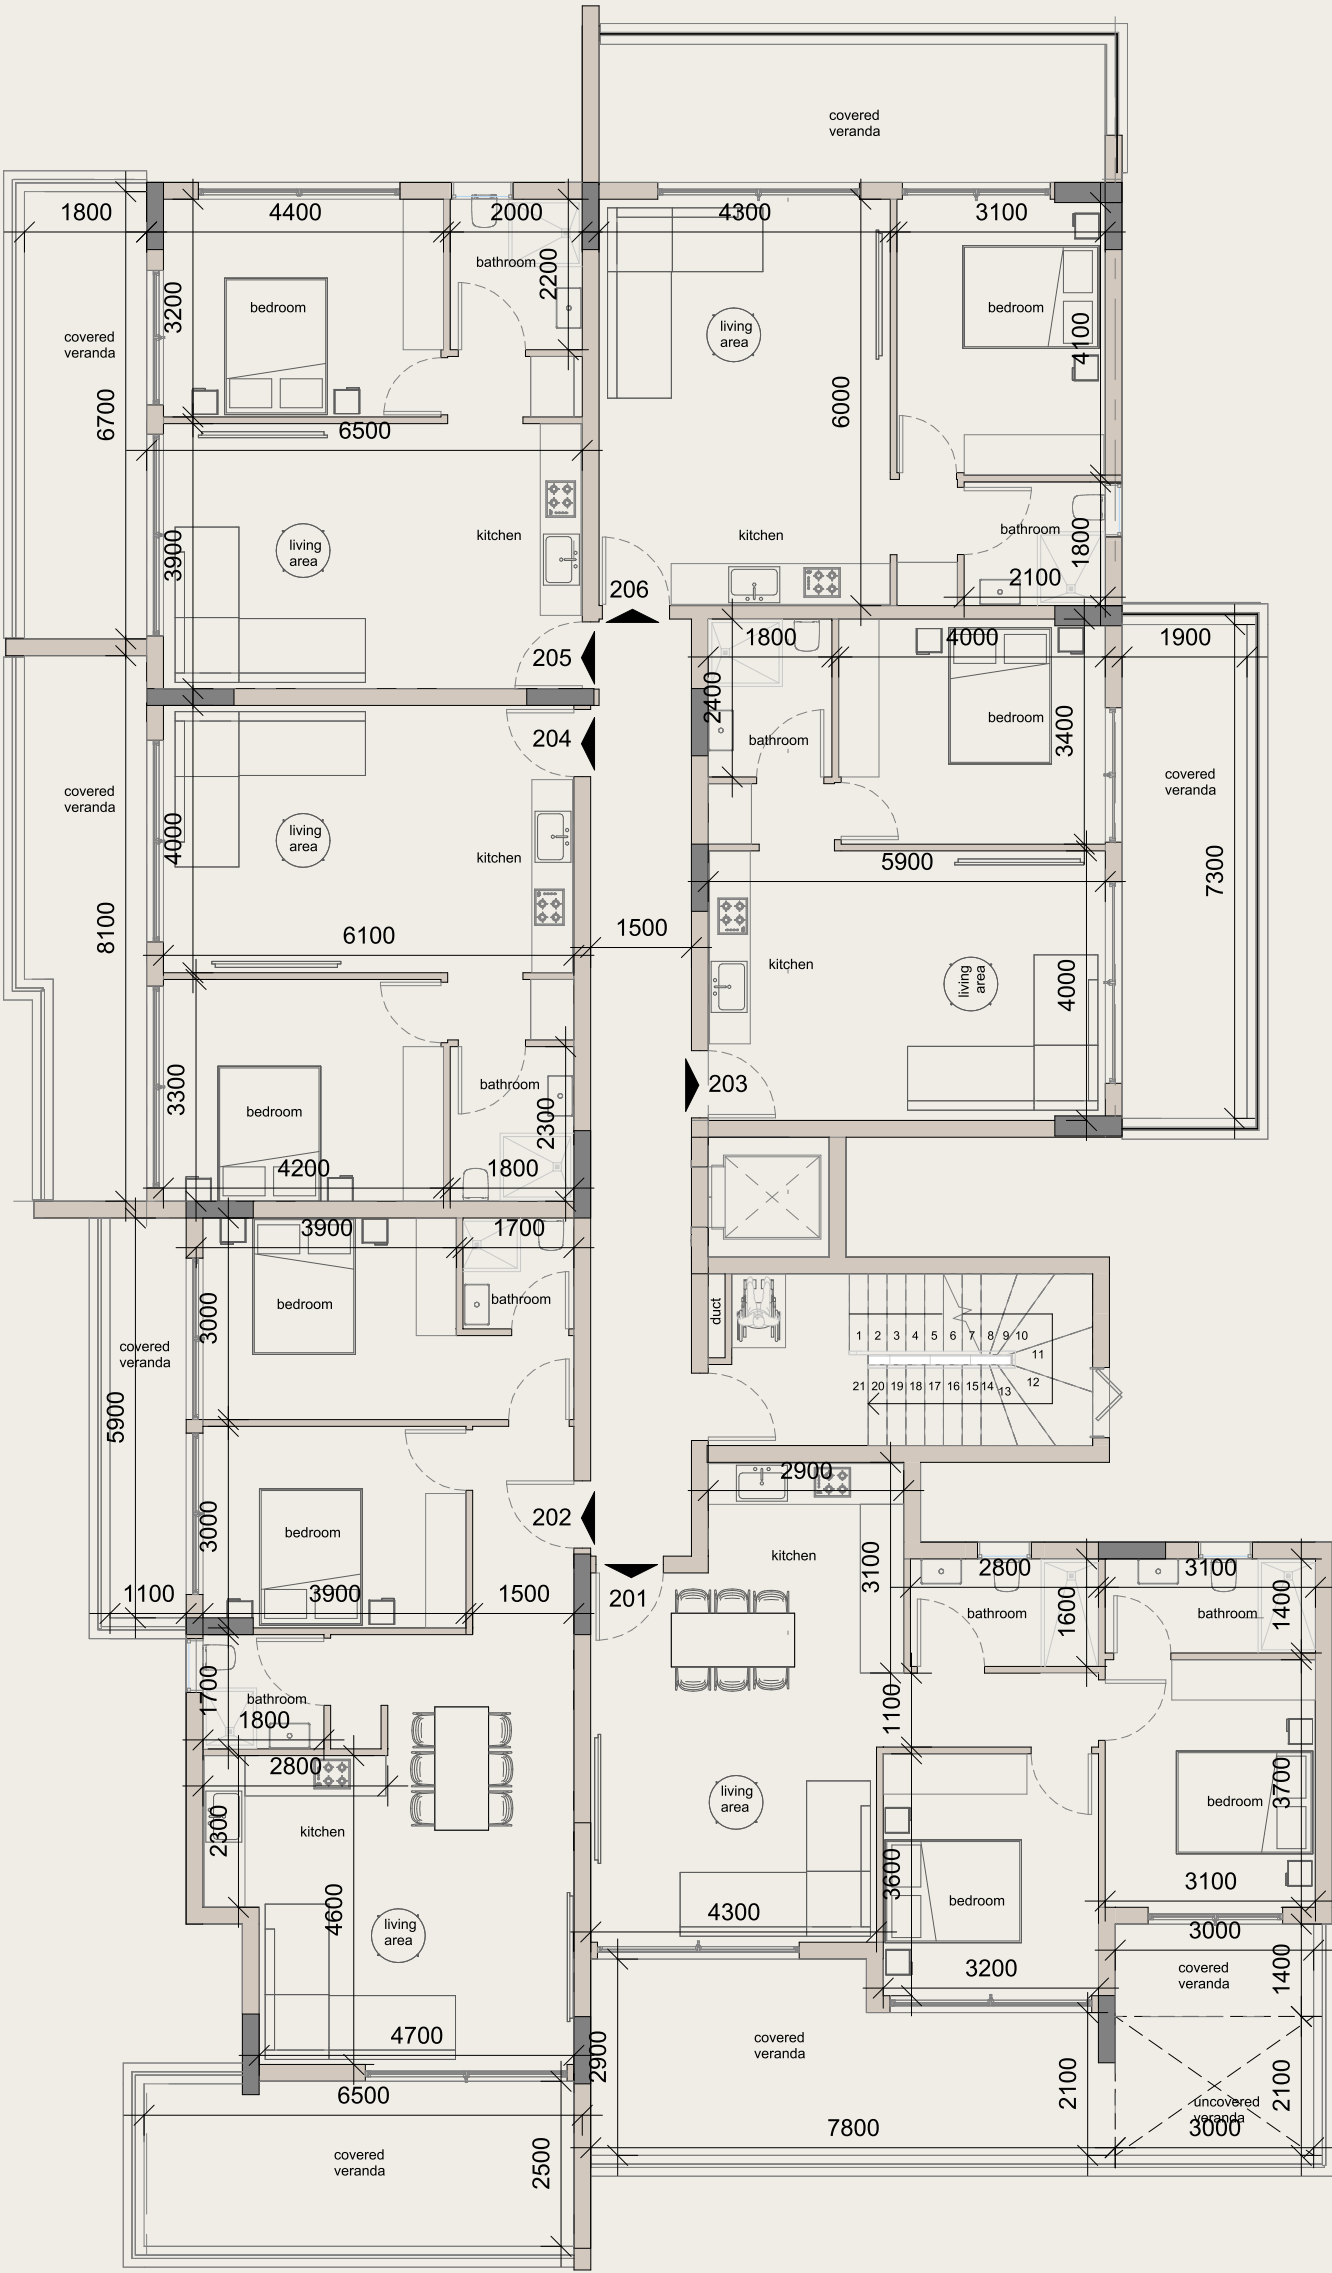 covered
veranda
1800
4400
2000
4300
3100
bathroom
2200
3200
bedroom
bedroom
living
area
4100
covered
veranda
6700
6500
6000
3900
living
area
kitchen
kitchen
bathroom
1800
2100
206
205
1800
4000
1900
2400
bedroom
3400
204
bathroom
covered
veranda
covered
veranda
4000
living
area
kitchen
5900
7300
8100
6100
1500
kitchen
living
area
4000
3300
bedroom
bathroom
2300
203
4200
1800
3900
1700
bedroom
bathroom
3000
duct
covered
veranda
5900
1 2 3 4 5 6 7 8 9 10
11
12
21 20 19 18 17 16 15 14 13
2900
3000
bedroom
202
kitchen
3100
2800
3100
1100
3900
1500
201
bathroom
1600
bathroom
1400
1700
bathroom
1800
1100
2800
living
area
bedroom
3700
2300
kitchen
3600
bedroom
3100
4600
living
area
4300
3000
3200
covered
veranda
1400
4700
2900
covered
veranda
2100
2100
6500
uncovered
veranda
3000
7800
covered
veranda
2500